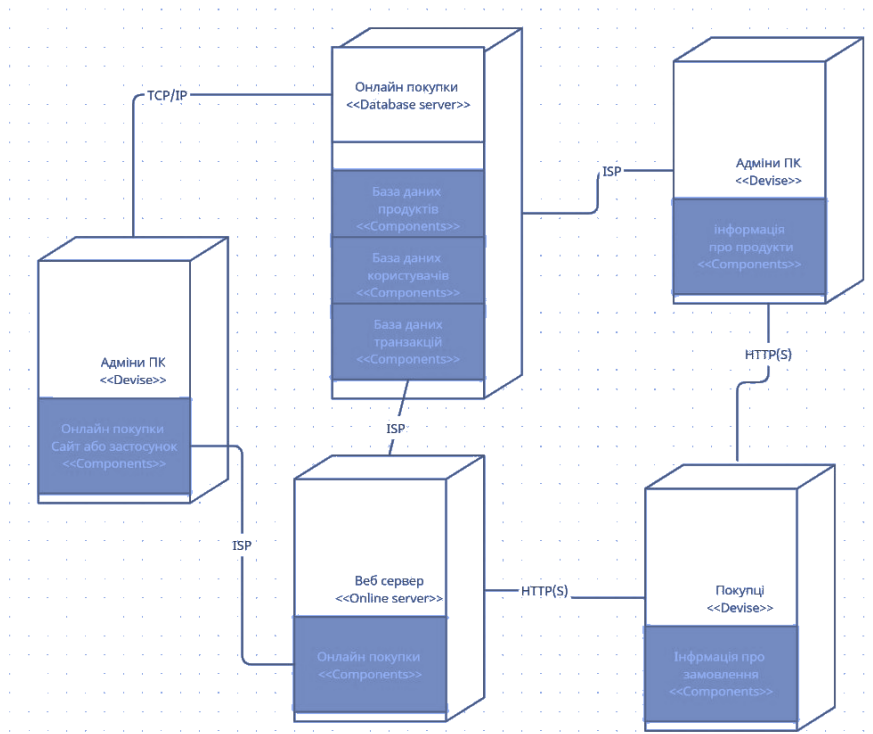 Онлайн покупки
<<Database server>>
TCP/IP
База даних
продуктів
<<Components>>
База даних
користувачів
<<Components>>
База даних
транзакцій
<<Components>>
ISP
Адміни ПК
<<Devise>>
інформація
про продукти
<<Components>>
Адміни ПК
<<Devise>>
Онлайн покупки
Сайт або застосунок
<<Components>>
HTTP(S)
ISP
ISP
Веб сервер
<<Online server>>
Онлайн покупки
<<Components>>
HTTP(S)
Покупці
<<Devise>>
Інфрмація про
замовлення
<<Components>>